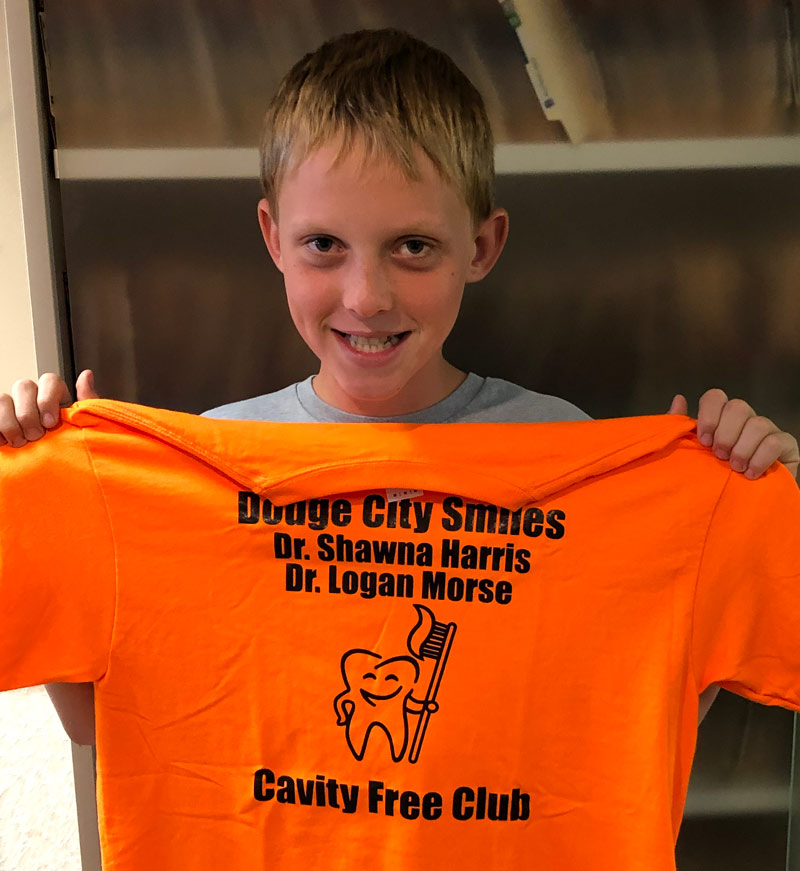 Dodge City Smiles
Dr. Shawna Harris
Dr. Logan Morse
Cavity Free Club